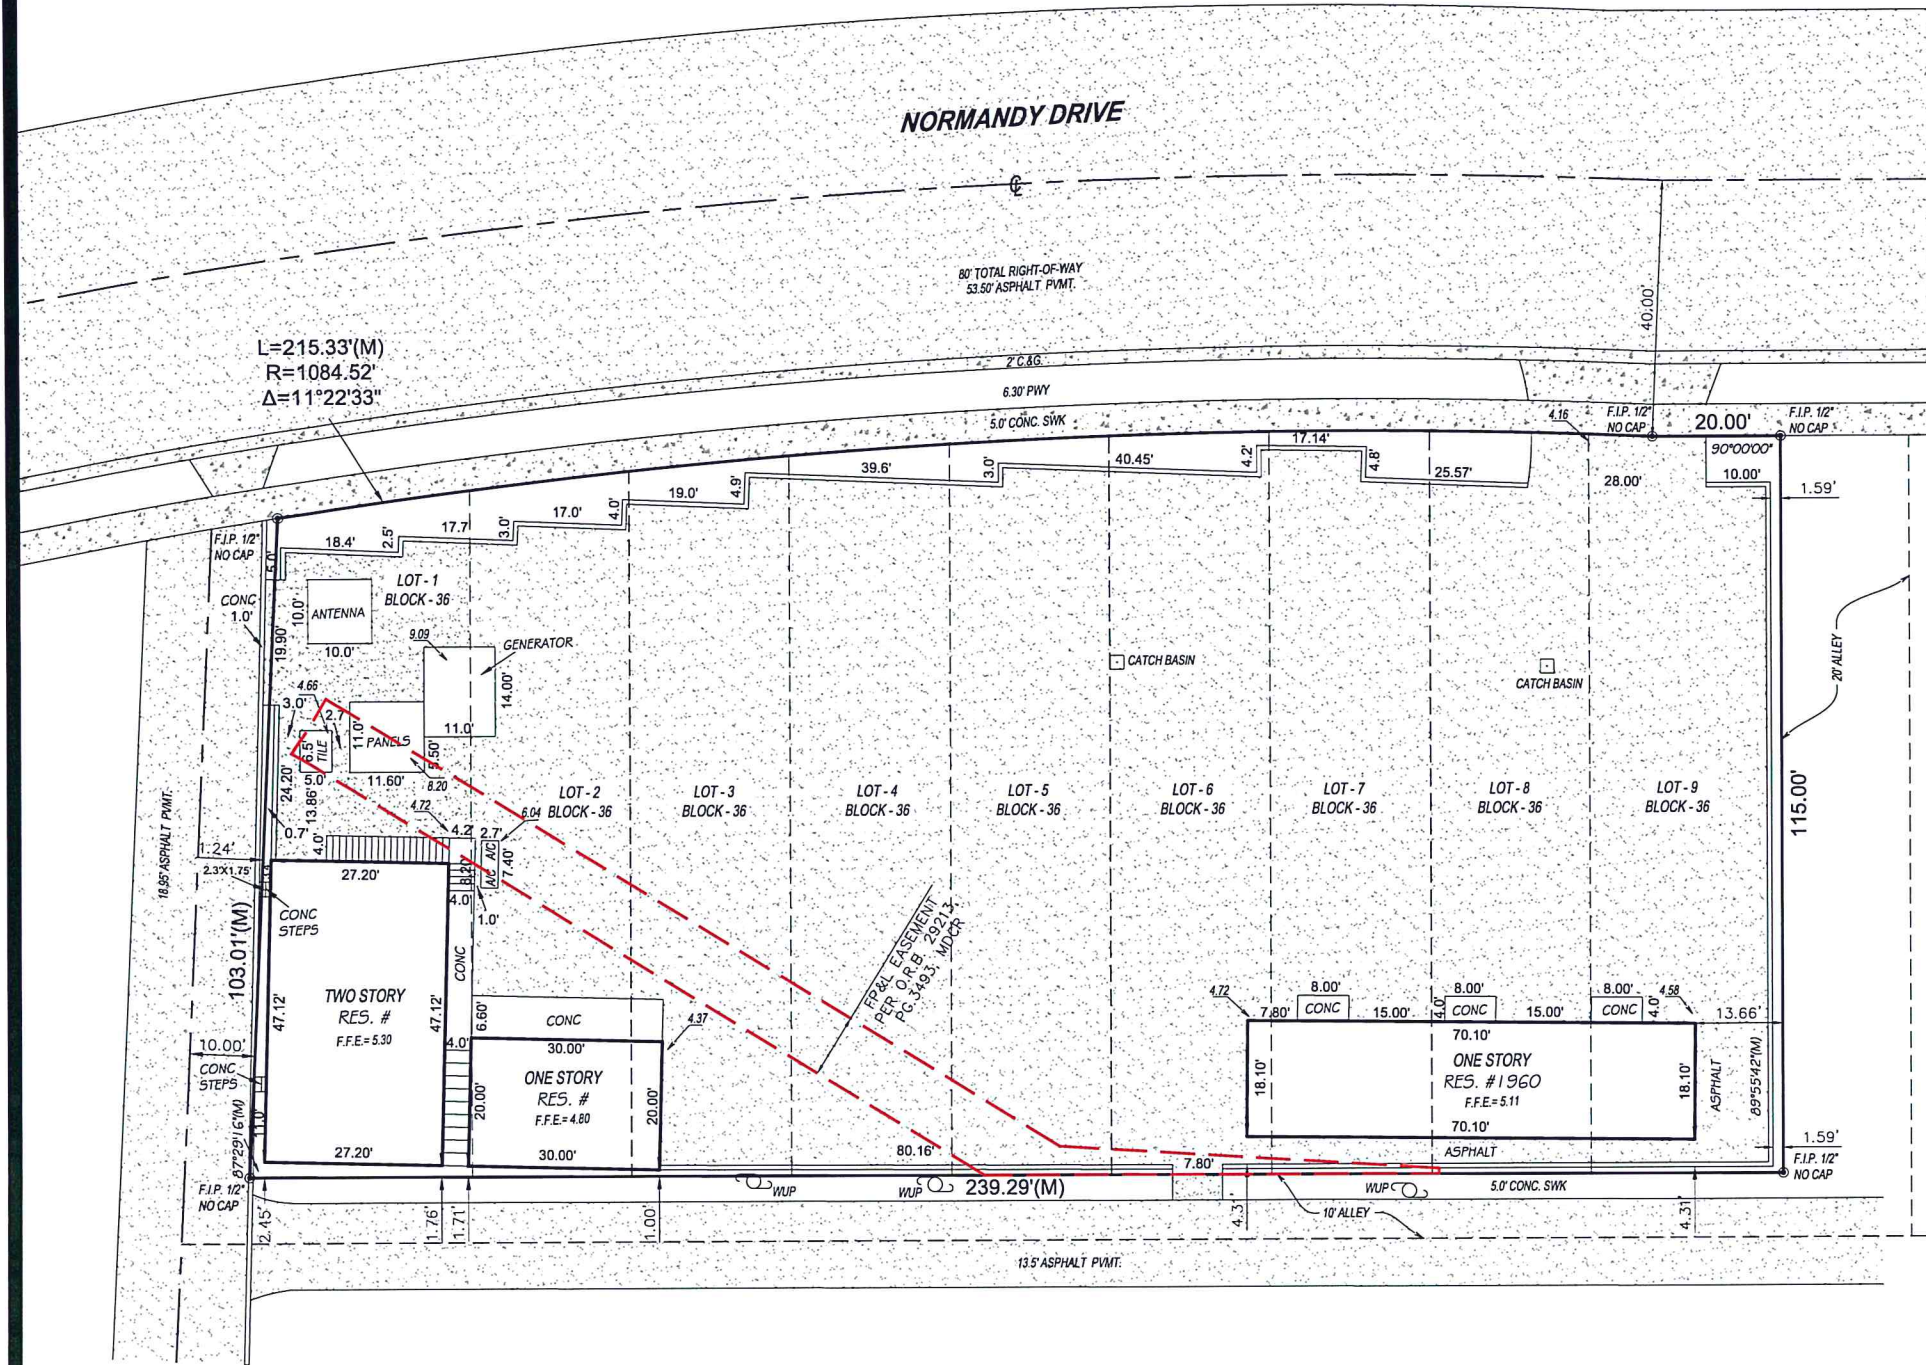 NORMANDY DRIVE
℄
80' TOTAL RIGHT-OF-WAY
53.50' ASPHALT PVMT.
40.00'
L=215.33'(M)
R=1084.52'
Δ=11°22'33"
2' C.&G.
6.30' PWY
5.0' CONC. SWK
4.16
F.I.P. 1/2"
NO CAP
20.00'
F.I.P. 1/2"
NO CAP
90°00'00"
10.00'
1.59'
28.00'
25.57'
4.8'
17.14'
4.2'
40.45'
3.0'
39.6'
4.9'
19.0'
4.0'
17.0'
3.0'
17.7
2.5'
18.4'
5.0'
F.I.P. 1/2"
NO CAP
LOT - 1
BLOCK - 36
CONC
1.0'
10.0'
ANTENNA
10.0'
19.90'
9.09
GENERATOR
14.00'
11.0'
CATCH BASIN
CATCH BASIN
20' ALLEY
4.66
3.0'
2.7
11.0'
PANELS
5.50'
6.5'
TILE
5.0'
11.60'
8.20
24.20'
13.86'
18.95' ASPHALT PVMT.
LOT - 2
BLOCK - 36
LOT - 3
BLOCK - 36
LOT - 4
BLOCK - 36
LOT - 5
BLOCK - 36
LOT - 6
BLOCK - 36
LOT - 7
BLOCK - 36
LOT - 8
BLOCK - 36
LOT - 9
BLOCK - 36
115.00'
4.72
4.2'
2.7'
6.04
0.7'
4.0'
1.24'
27.20'
8.20'
A/C A/C
7.40'
2.3'X1.75'
4.0'
1.0'
CONC
STEPS
103.01'(M)
CONC
FP&L EASEMENT
PER O.R.B. 29213,
PG.3493, MDCR
TWO STORY
RES. #
F.F.E.= 5.30
47.12'
47.12'
6.60'
CONC
4.37
4.0'
30.00'
ONE STORY
RES. #
F.F.E.= 4.80
20.00'
20.00'
30.00'
10.00'
CONC
STEPS
11.0'
87°29'16"(M)
27.20'
4.72
7.80'
8.00'
CONC
15.00'
4.0'
8.00'
CONC
15.00'
8.00'
CONC
4.0'
4.58
13.66'
70.10'
ONE STORY
RES. #1960
F.F.E.= 5.11
18.10'
18.10'
70.10'
ASPHALT
ASPHALT
89°55'42"(M)
1.59'
F.I.P. 1/2"
NO CAP
80.16'
7.80'
F.I.P. 1/2"
NO CAP
WUP
WUP
239.29'(M)
WUP
5.0' CONC. SWK
2.45'
1.76'
1.71'
1.00'
4.31'
10' ALLEY
4.31'
13.5' ASPHALT PVMT.